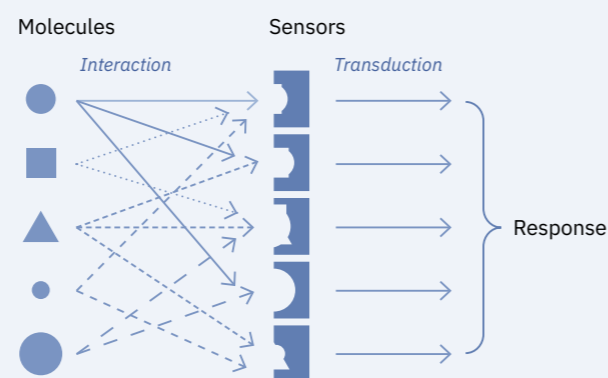 Molecules
Sensors
Interaction
Transduction
Response